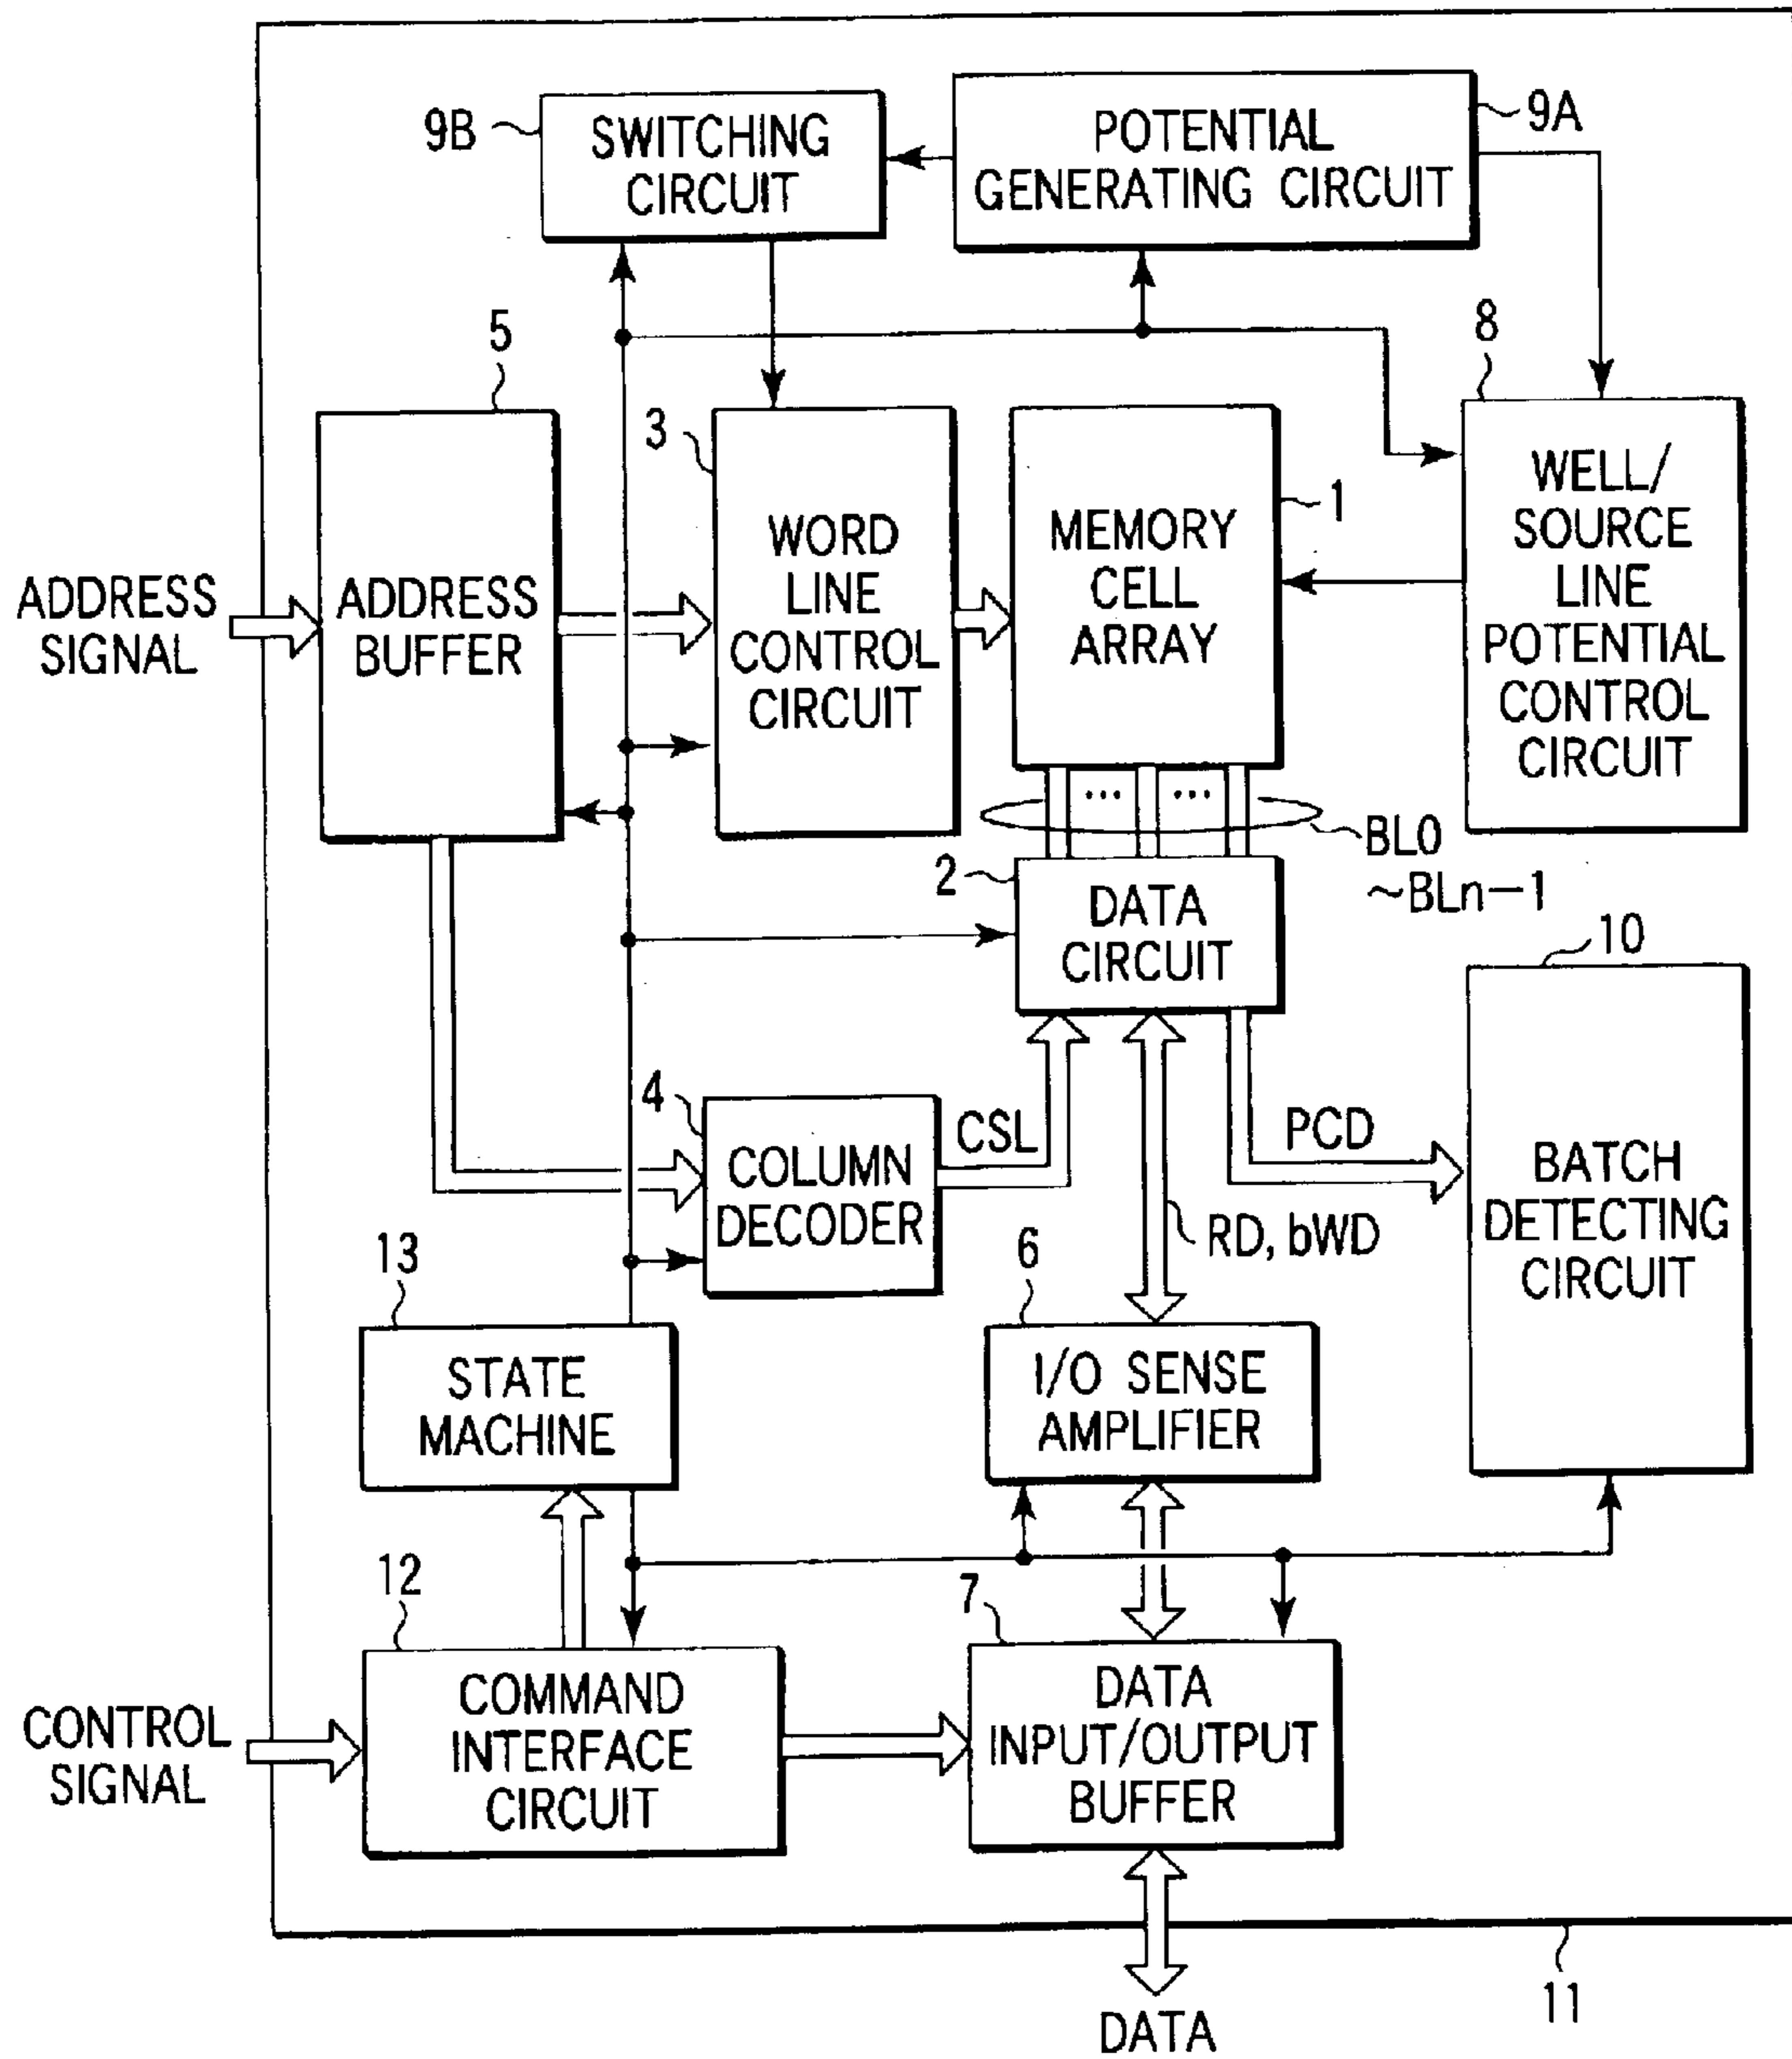 9B
SWITCHING
CIRCUIT
POTENTIAL
GENERATING CIRCUIT
9A
5
ADDRESS
BUFFER
3
WORD
LINE
CONTROL
CIRCUIT
MEMORY
CELL
ARRAY
1
8
WELL/
SOURCE
LINE
POTENTIAL
CONTROL
CIRCUIT
ADDRESS
SIGNAL
... ...
BL0
~BLn-1
2
DATA
CIRCUIT
10
BATCH
DETECTING
CIRCUIT
4
COLUMN
DECODER
CSL
PCD
RD, bWD
13
STATE
MACHINE
6
I/O SENSE
AMPLIFIER
12
COMMAND
INTERFACE
CIRCUIT
7
DATA
INPUT/OUTPUT
BUFFER
CONTROL
SIGNAL
11
DATA